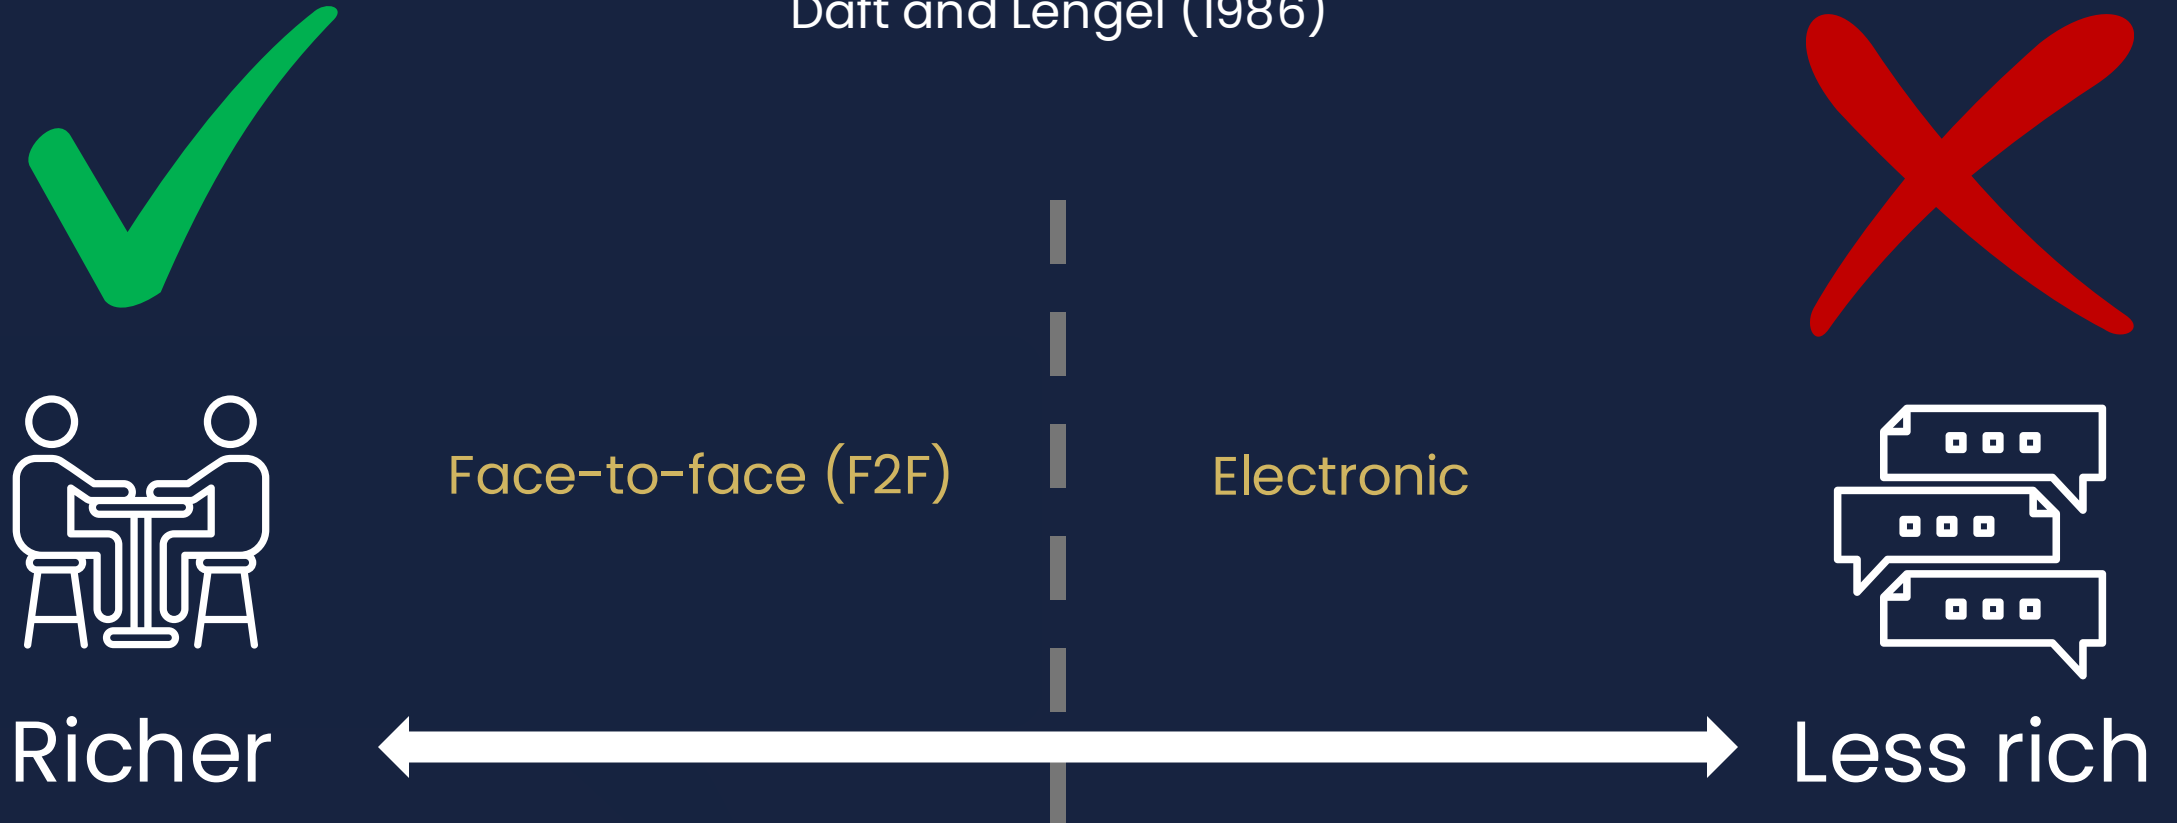 Daft and Lengel (1986)
Face-to-face (F2F)
Electronic
Richer
Less rich